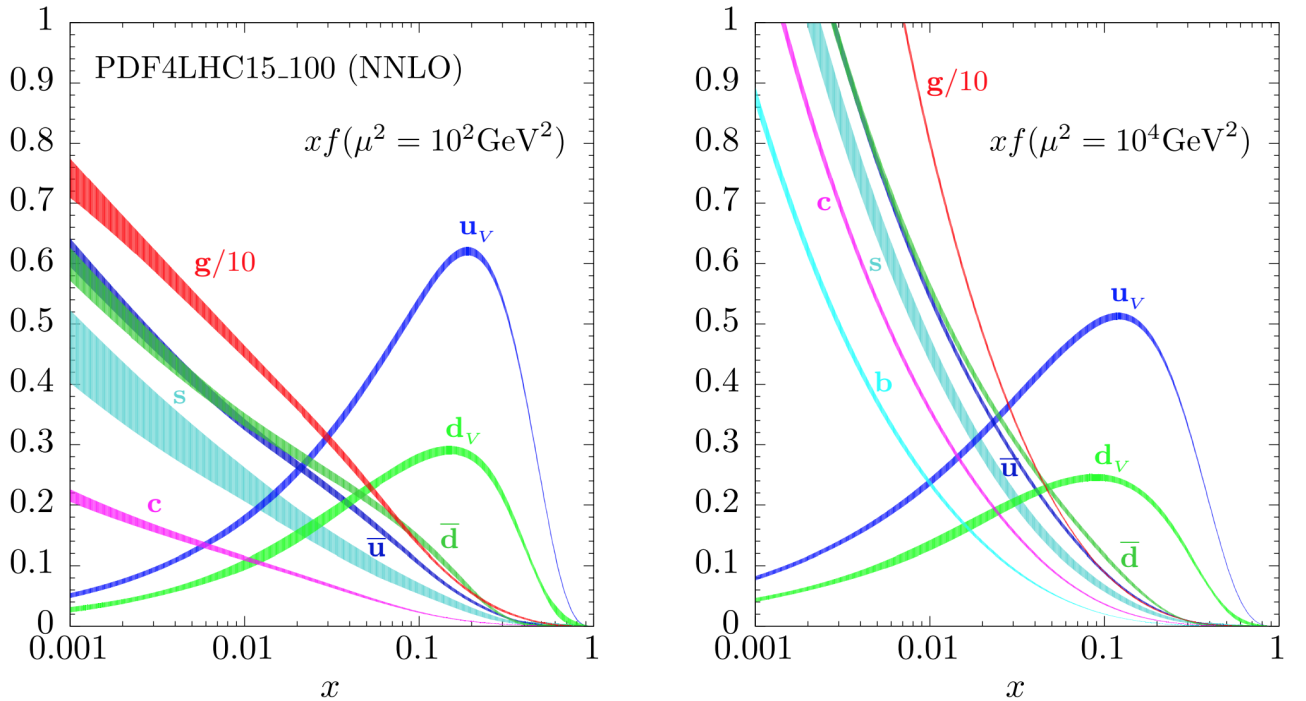 PDF4LHC15_100 (NNLO)
xf(μ² = 10²GeV²)
1
0.9
0.8
0.7
0.6
0.5
0.4
0.3
0.2
0.1
0
g/10
u_V
s
d_V
c
ū
d̄
0.001
0.01
0.1
1
x
xf(μ² = 10⁴GeV²)
1
0.9
0.8
0.7
0.6
0.5
0.4
0.3
0.2
0.1
0
g/10
c
s
u_V
b
ū
d_V
d̄
0.001
0.01
0.1
1
x